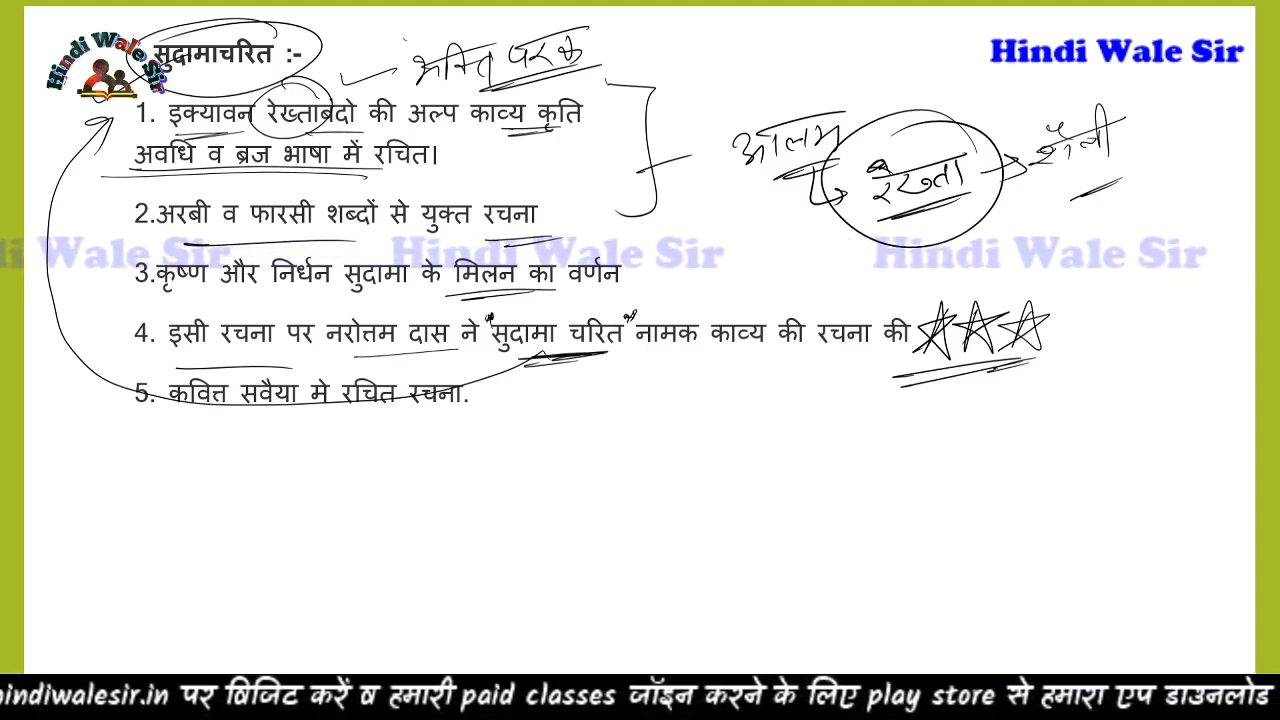 Hindi Wale Sir
सुदामाचरित :-
भक्ति परक
Hindi Wale Sir
1. इक्यावन रेख्ताबंदो की अल्प काव्य कृति
अवधि व ब्रज भाषा में रचित।
आलम
रेख्ता
शैली
2.अरबी व फारसी शब्दों से युक्त रचना
di Wale Sir Hindi Wale Sir Hindi Wale Sir
3.कृष्ण और निर्धन सुदामा के मिलन का वर्णन
4. इसी रचना पर नरोत्तम दास ने "सुदामा चरित" नामक काव्य की रचना की
5. कवित्त सवैया मे रचित रचना.
hindiwalesir.in पर विजिट करें व हमारी paid classes जॉइन करने के लिए play store से हमारा एप डाउनलोड